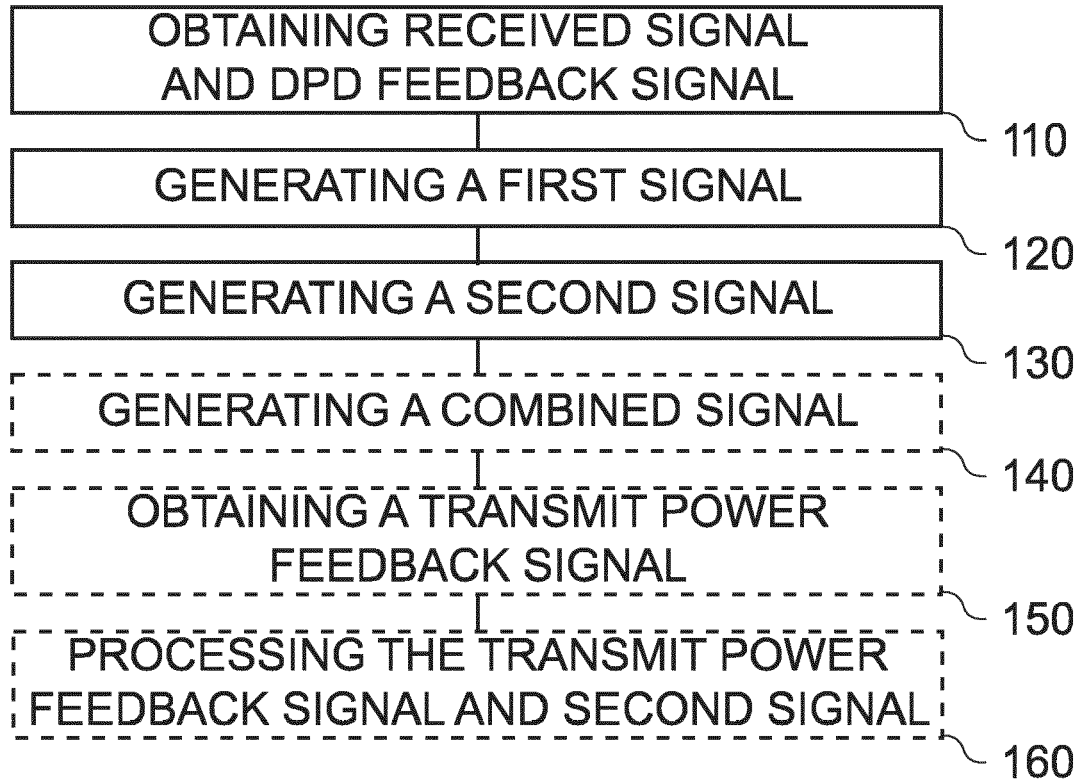 OBTAINING RECEIVED SIGNAL
AND DPD FEEDBACK SIGNAL
110
GENERATING A FIRST SIGNAL
120
GENERATING A SECOND SIGNAL
130
GENERATING A COMBINED SIGNAL
140
OBTAINING A TRANSMIT POWER
FEEDBACK SIGNAL
150
PROCESSING THE TRANSMIT POWER
FEEDBACK SIGNAL AND SECOND SIGNAL
160